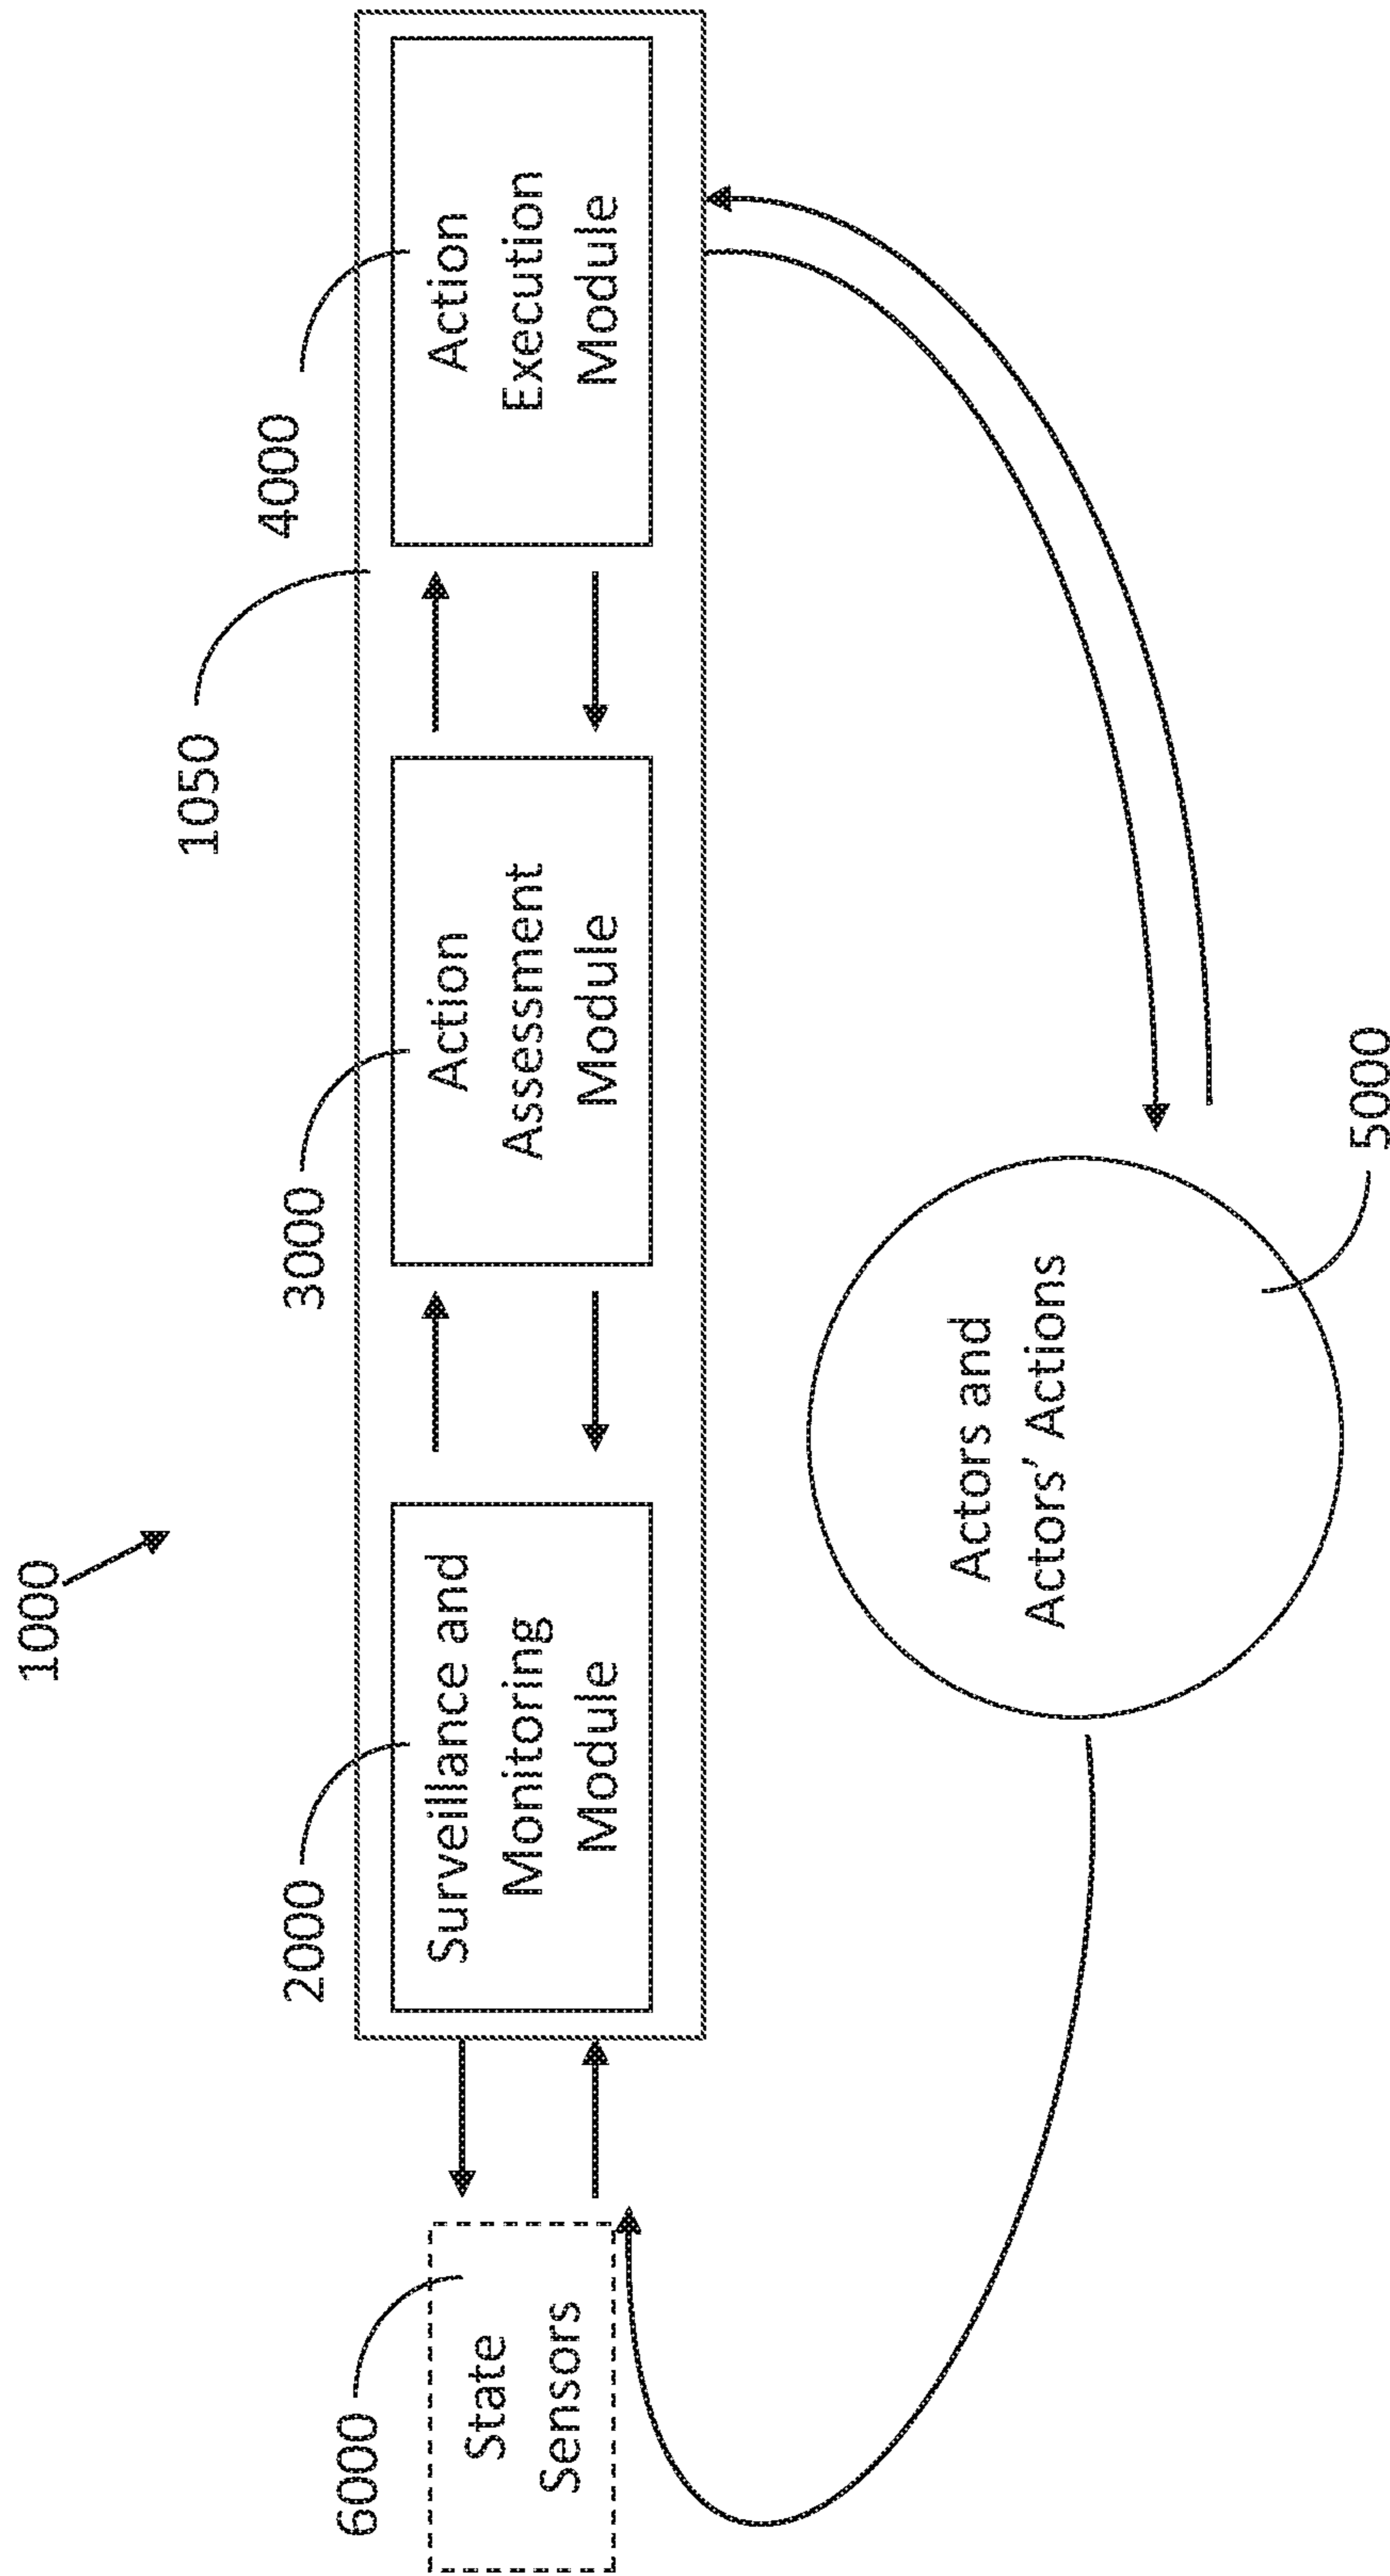 1000
1050
6000
2000
3000
4000
State
Sensors
Surveillance and
Monitoring
Module
Action
Assessment
Module
Action
Execution
Module
Actors and
Actors’ Actions
5000